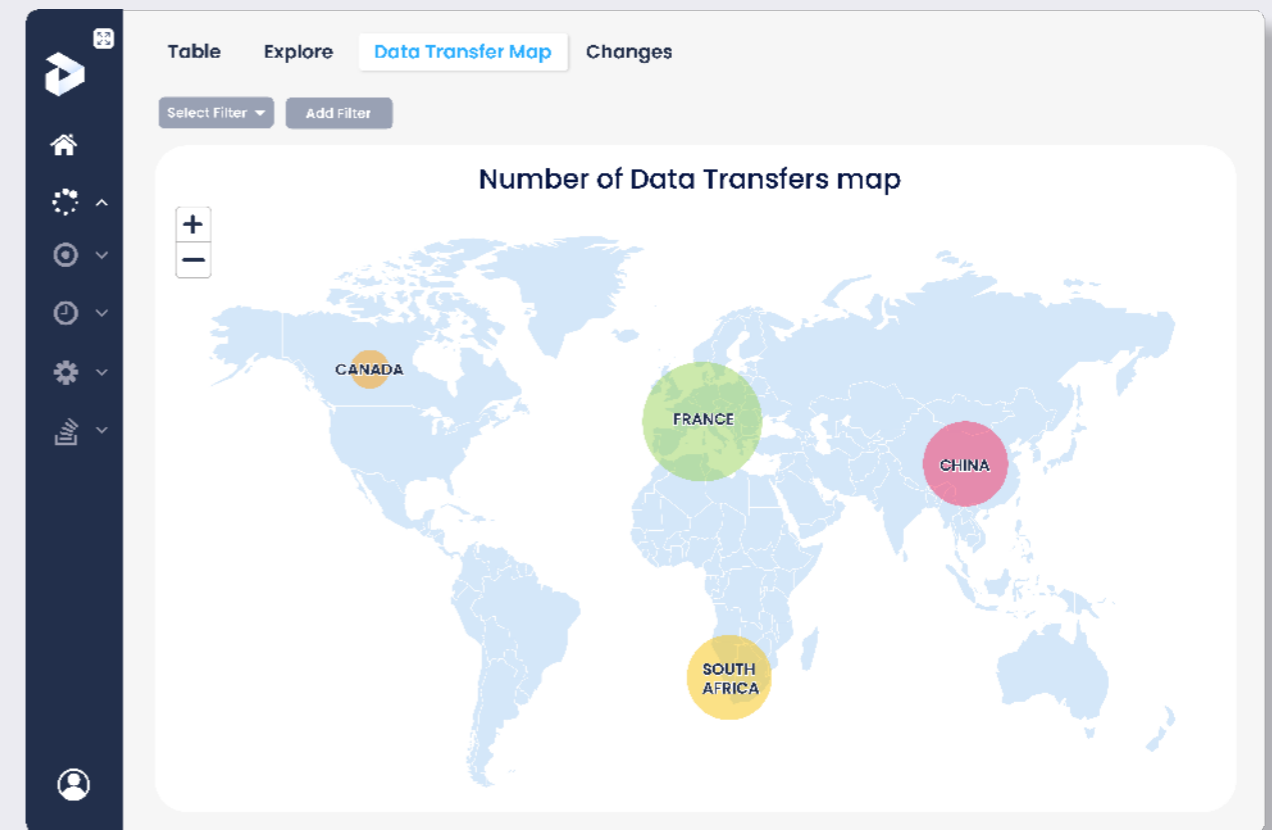 Table Explore Data Transfer Map Changes
Select Filter Add Filter
Number of Data Transfers map
+
−
CANADA
FRANCE
CHINA
SOUTH
AFRICA